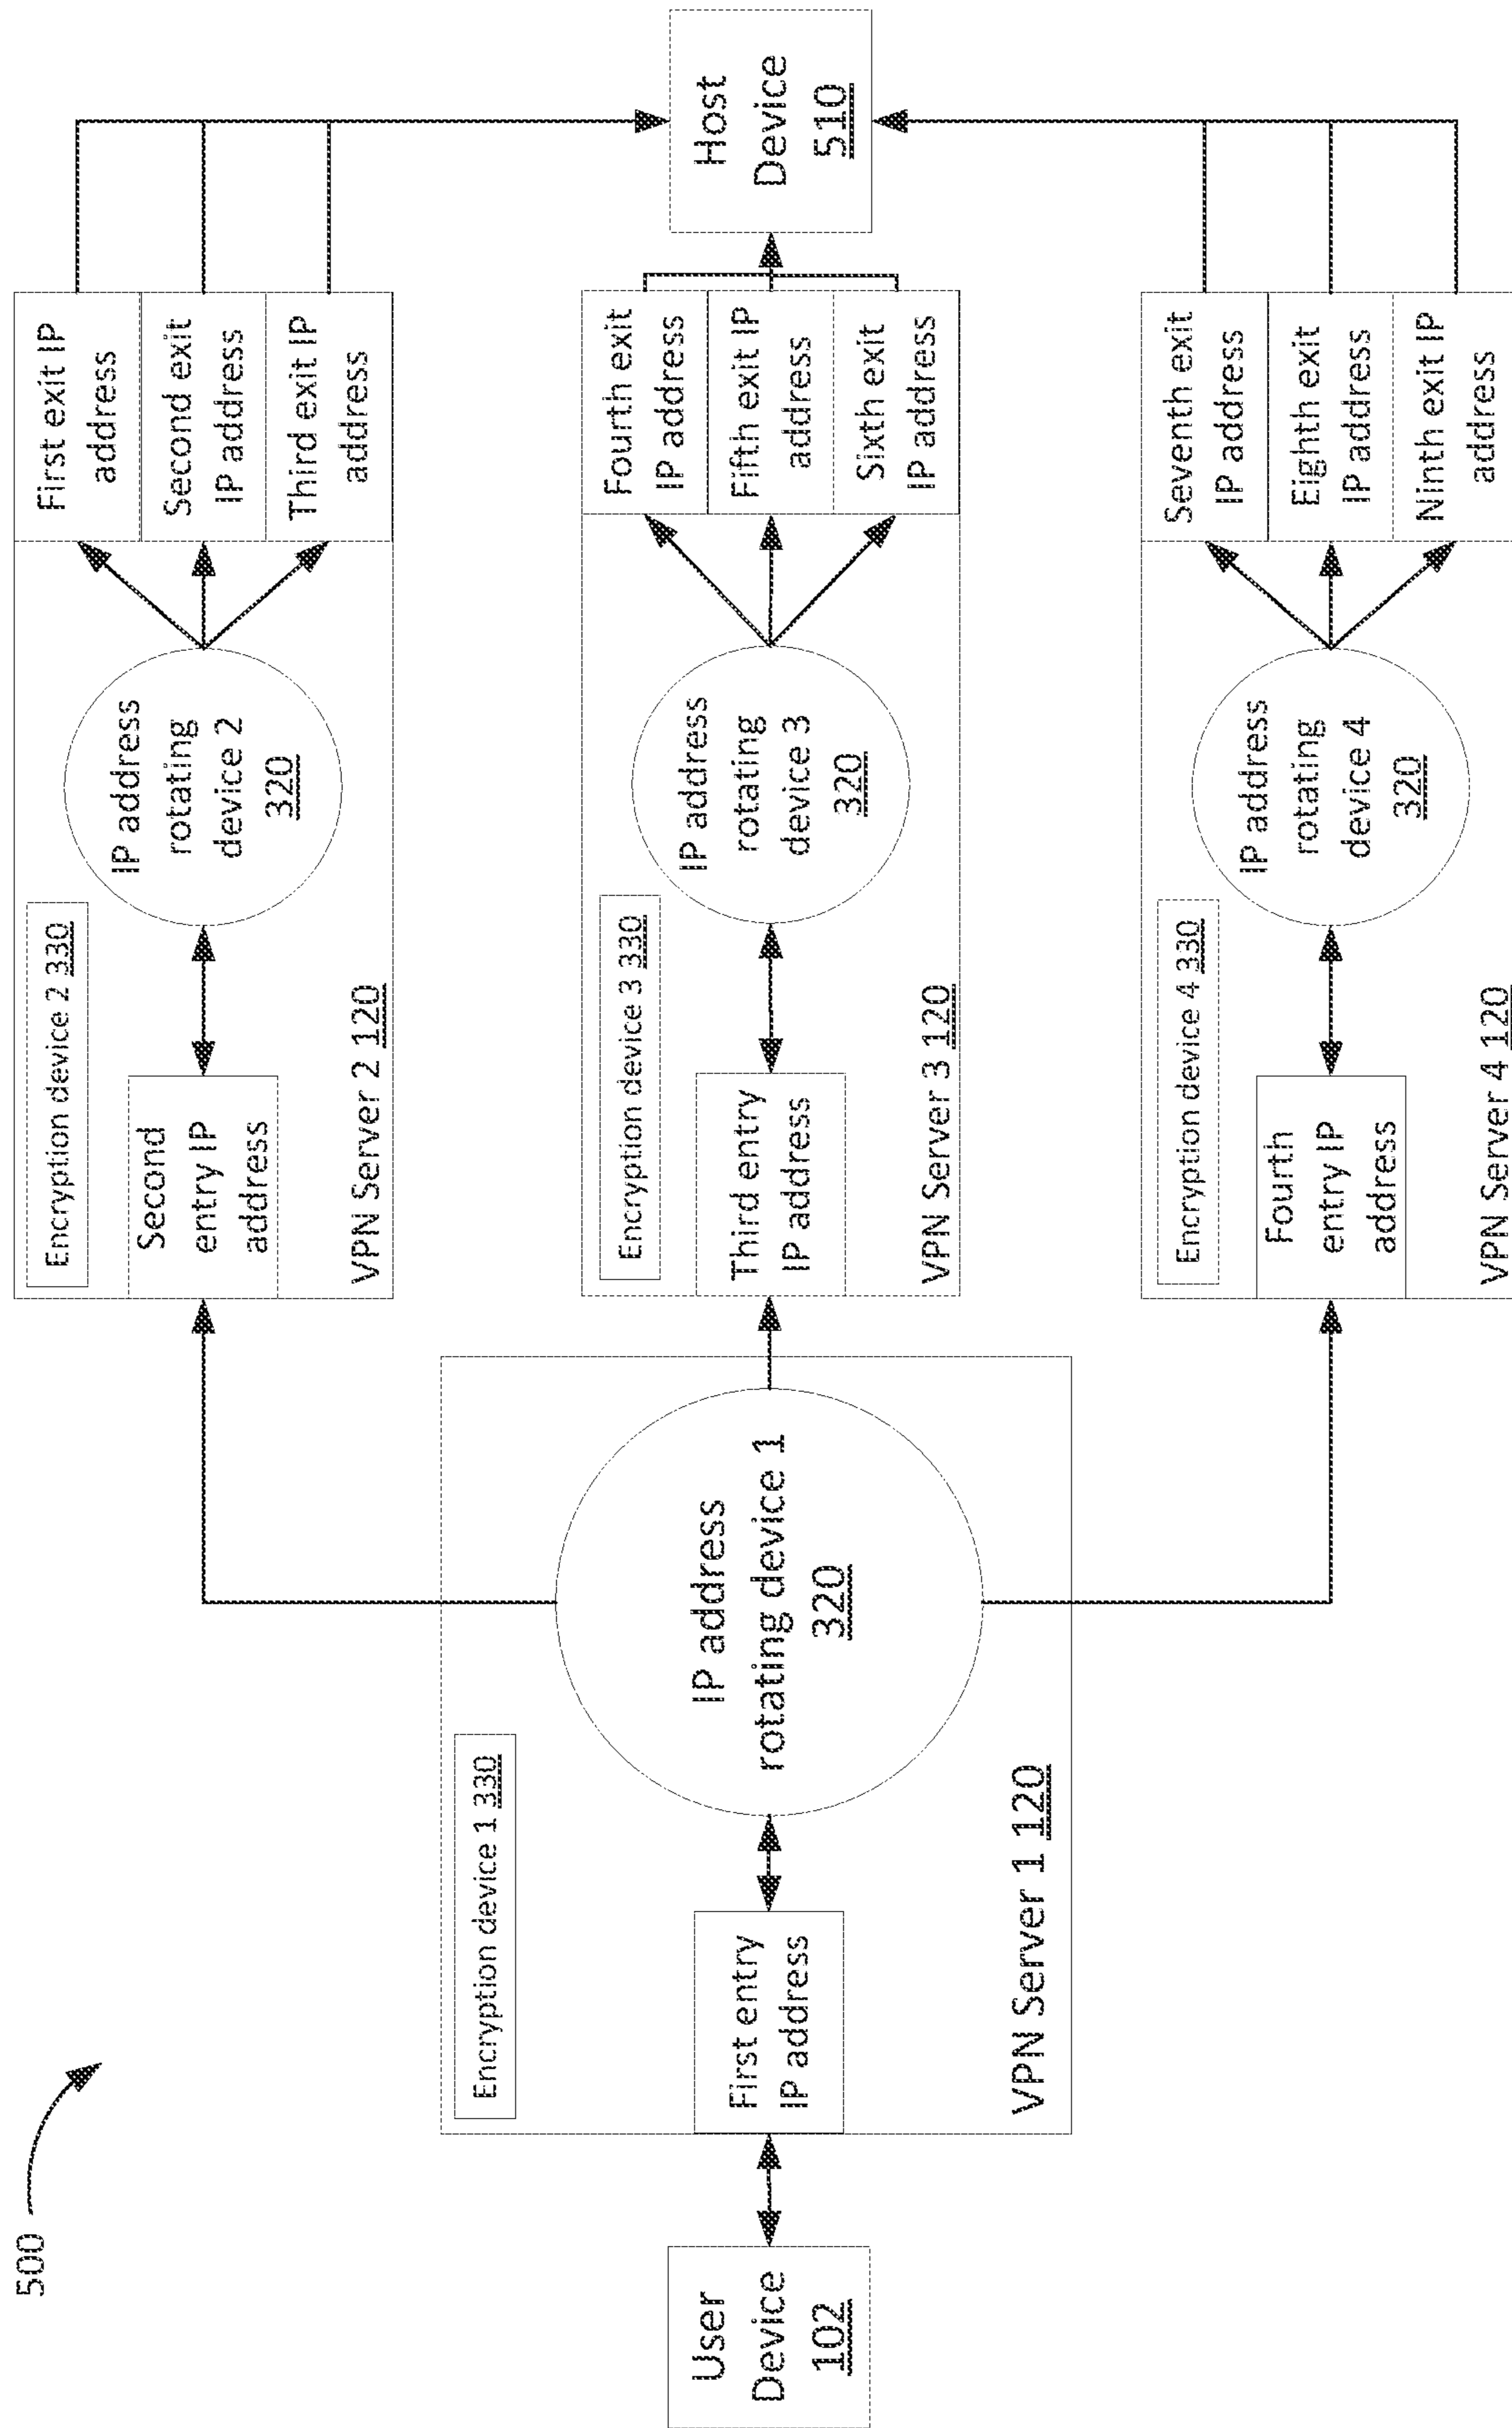 500
User
Device
102
First entry
IP address
Encryption device 1 330
IP address
rotating device 1
320
VPN Server 1 120
Encryption device 2 330
Second
entry IP
address
VPN Server 2 120
IP address
rotating
device 2
320
First exit IP
address
Second exit
IP address
Third exit IP
address
Encryption device 3 330
Third entry
IP address
VPN Server 3 120
IP address
rotating
device 3
320
Fourth exit
IP address
Fifth exit IP
address
Sixth exit
IP address
Encryption device 4 330
Fourth
entry IP
address
VPN Server 4 120
IP address
rotating
device 4
320
Seventh exit
IP address
Eighth exit
IP address
Ninth exit IP
address
Host
Device
510